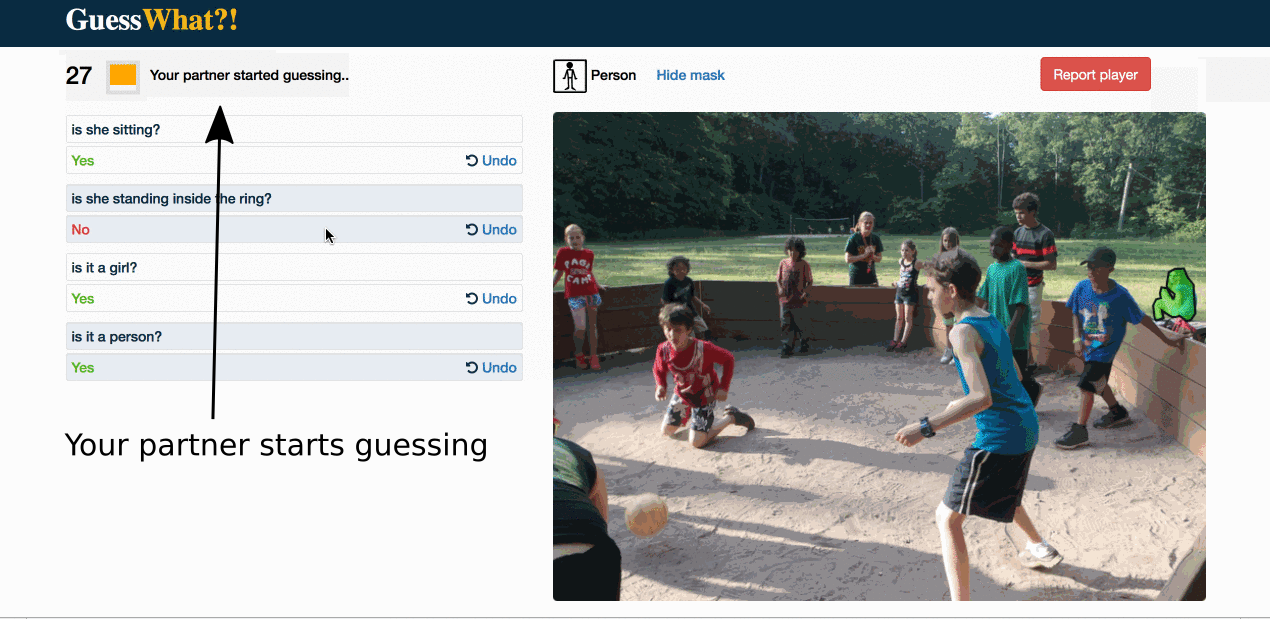 GuessWhat?!
27 Your partner started guessing..
is she sitting?
Yes Undo
is she standing inside the ring?
No Undo
is it a girl?
Yes Undo
is it a person?
Yes Undo
Your partner starts guessing
Person Hide mask
Report player